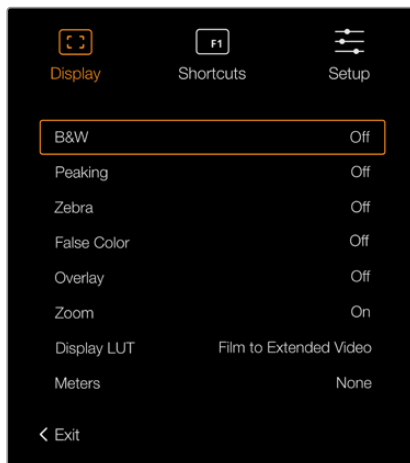 F1
Display Shortcuts Setup
B&W Off
Peaking Off
Zebra Off
False Color Off
Overlay Off
Zoom On
Display LUT Film to Extended Video
Meters None
Exit